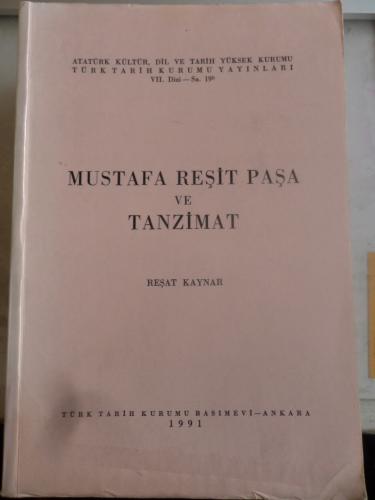 ATATÜRK KÜLTÜR, DİL VE TARİH YÜKSEK KURUMU
TÜRK TARİH KURUMU YAYINLARI
VII. Dizi — Sa. 19ᵇ
MUSTAFA REŞİT PAŞA
VE
TANZİMAT
REŞAT KAYNAR
TÜRK TARİH KURUMU BASIMEVİ—ANKARA
1991